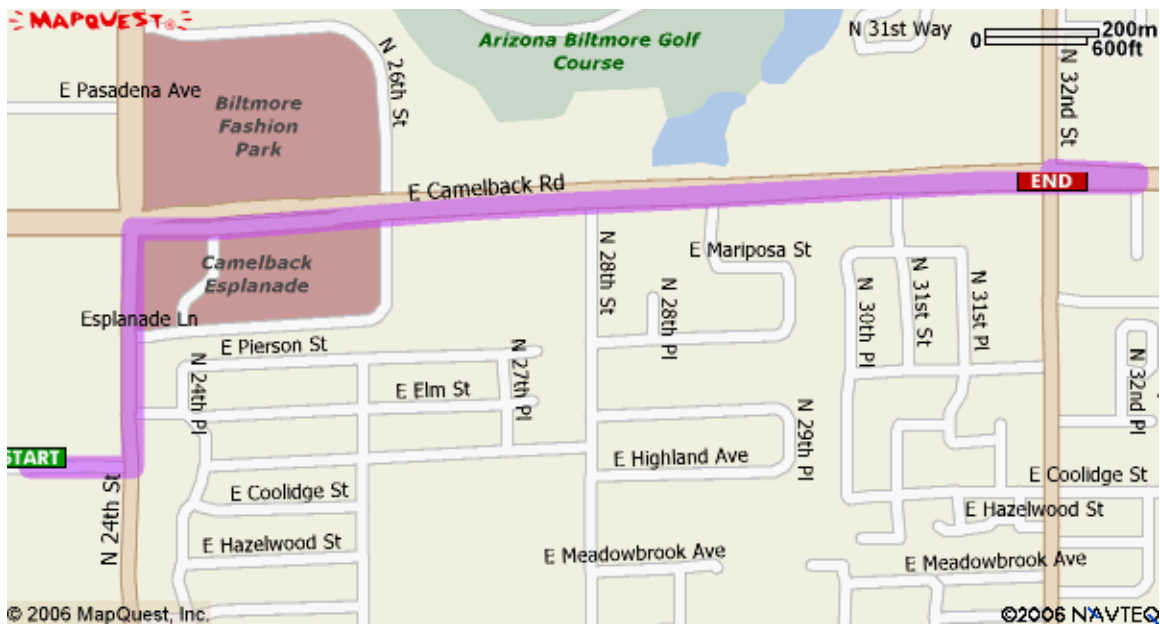 MAPQUEST®
Arizona Biltmore Golf
Course
N 31st Way
0 200m
600ft
N 26th St
N 32nd St
E Pasadena Ave
Biltmore
Fashion
Park
E Camelback Rd
END
Camelback
Esplanade
Esplanade Ln
N 28th St
E Mariposa St
N 28th Pl
N 30th Pl
N 31st St
N 31st Pl
E Pierson St
N 24th Pl
E Elm St
N 27th Pl
N 32nd Pl
N 29th Pl
START
N 24th St
E Highland Ave
E Coolidge St
E Coolidge St
E Hazelwood St
E Hazelwood St
E Meadowbrook Ave
E Meadowbrook Ave
© 2006 MapQuest, Inc.
©2006 NAVTEQ